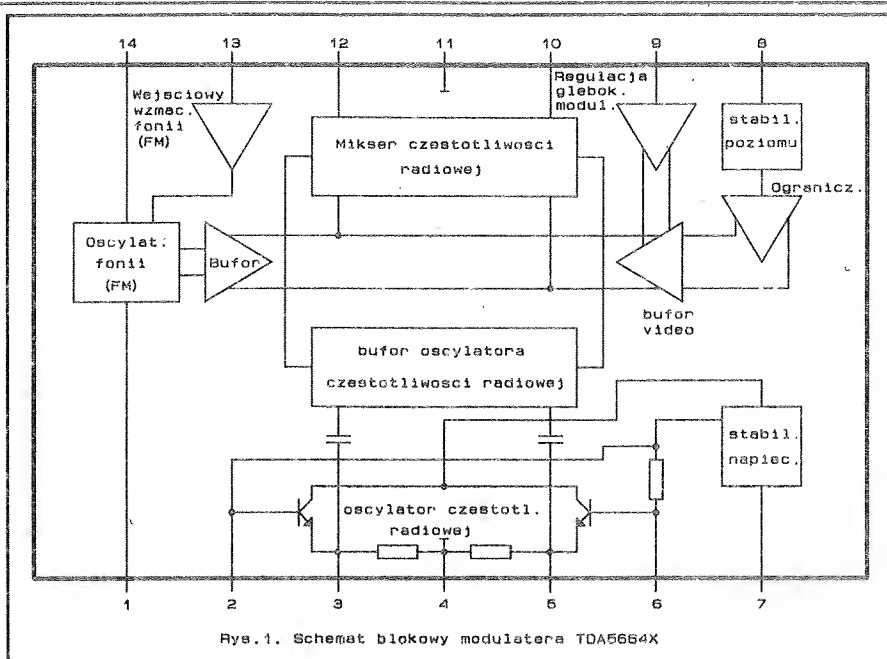 14 13 12 11 10 9 8
Wejsciowy
wzmac.
fonii
(FM)
Regulacja
glebok.
modul.
stabil.
poziomu
Mikser czestotliwosci
radiowej
Ogranicz.
Oscylat.
fonii
(FM)
Bufor
bufor
video
bufor oscylatora
czestotliwosci radiowej
stabil.
napiec.
oscylator czestotl.
radiowej
1 2 3 4 5 6 7
Rys.1. Schemat blokowy modulatera TDA5664X